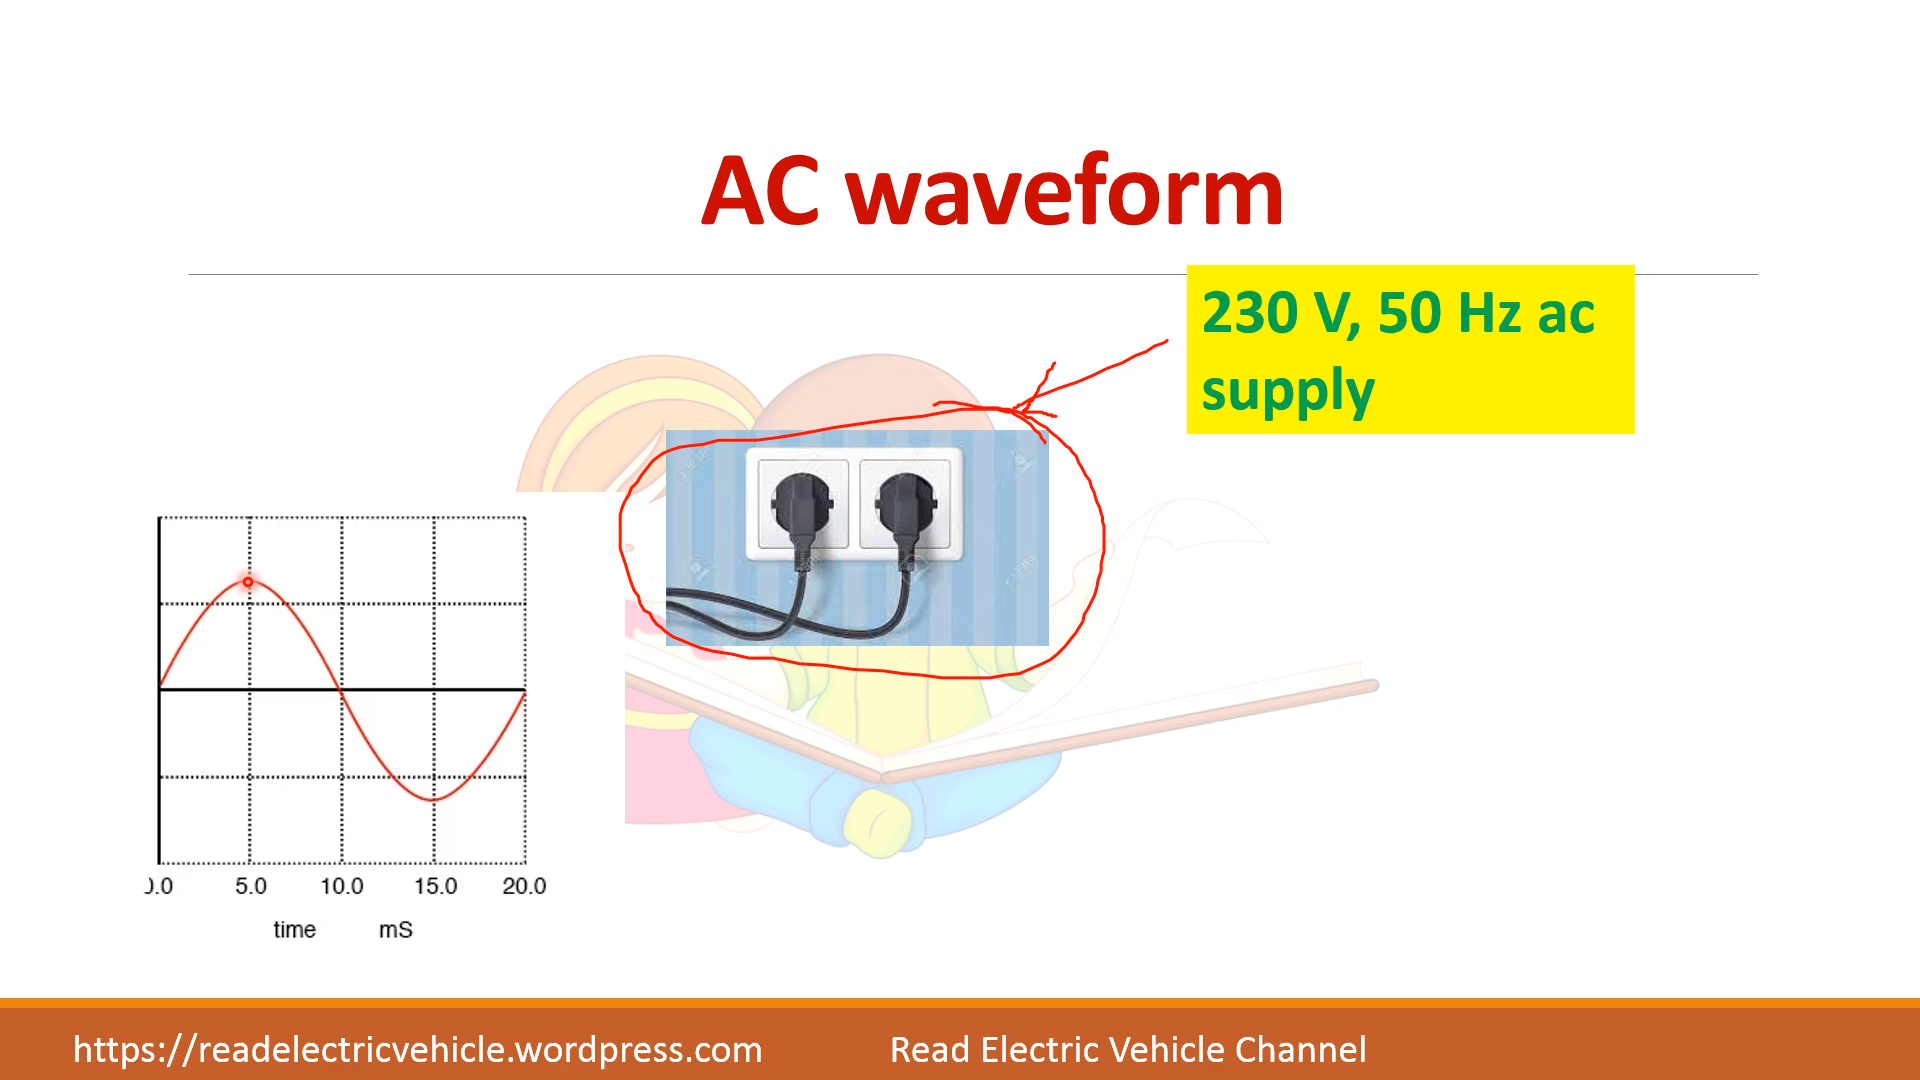 AC waveform
230 V, 50 Hz ac
supply
0.0 5.0 10.0 15.0 20.0
time mS
https://readelectricvehicle.wordpress.com Read Electric Vehicle Channel